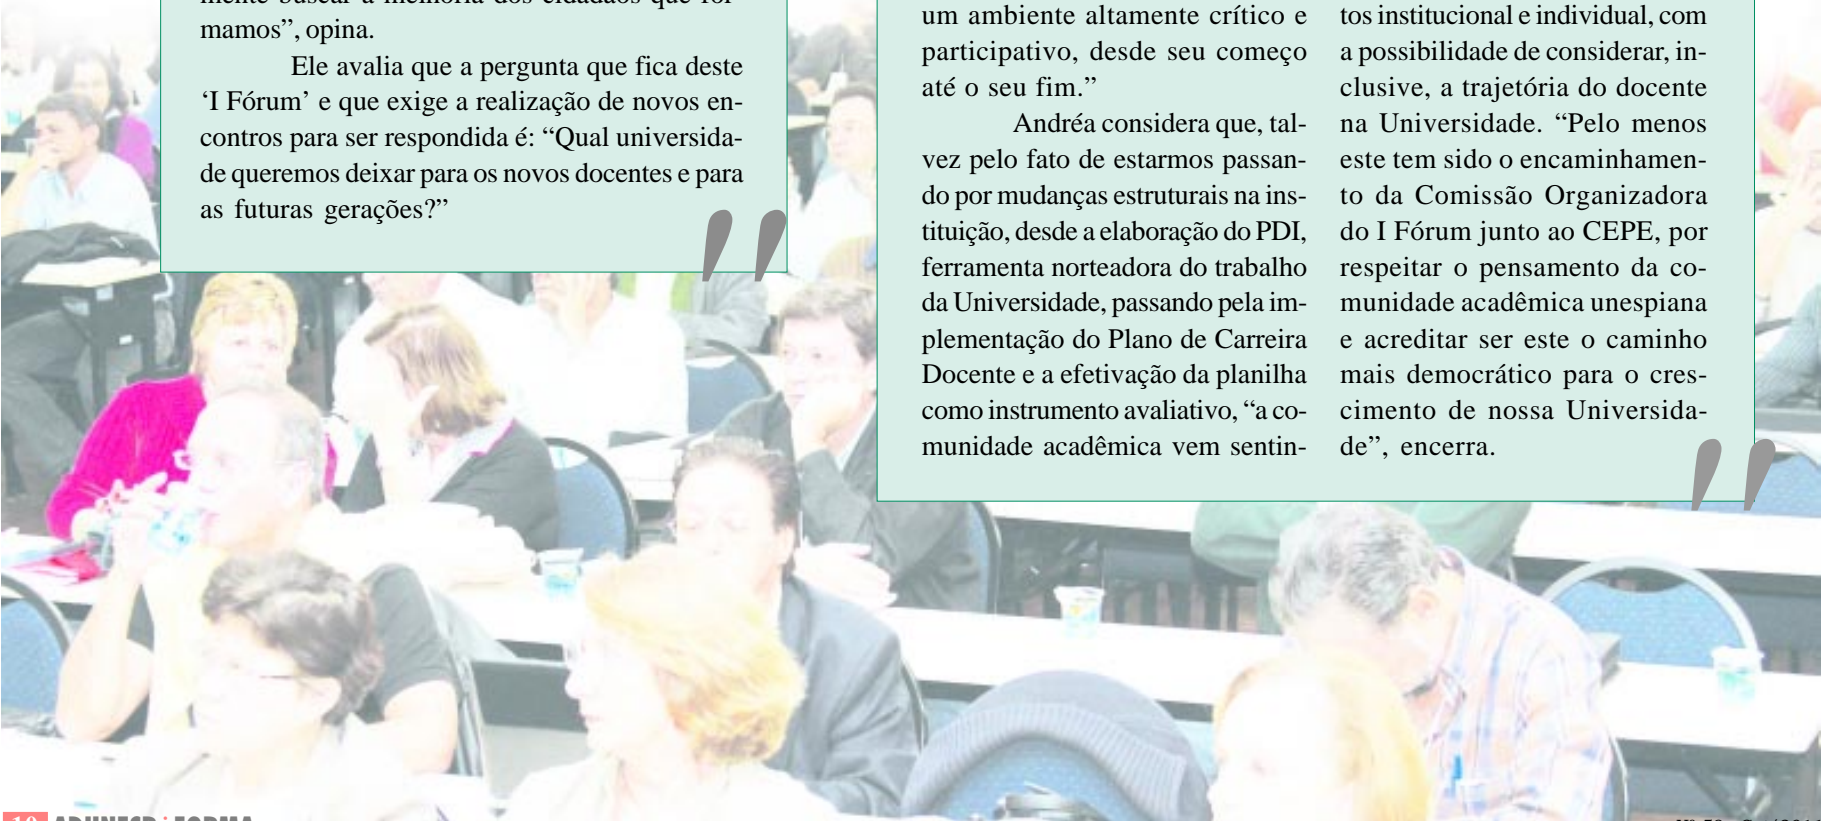 mente buscar a memória dos cidadãos que for-
mamos”, opina.
Ele avalia que a pergunta que fica deste
‘I Fórum’ e que exige a realização de novos en-
contros para ser respondida é: “Qual universida-
de queremos deixar para os novos docentes e para
as futuras gerações?”
um ambiente altamente crítico e
participativo, desde seu começo
até o seu fim.”
Andréa considera que, tal-
vez pelo fato de estarmos passan-
do por mudanças estruturais na ins-
tituição, desde a elaboração do PDI,
ferramenta norteadora do trabalho
da Universidade, passando pela im-
plementação do Plano de Carreira
Docente e a efetivação da planilha
como instrumento avaliativo, “a co-
munidade acadêmica vem sentin-
tos institucional e individual, com
a possibilidade de considerar, in-
clusive, a trajetória do docente
na Universidade. “Pelo menos
este tem sido o encaminhamen-
to da Comissão Organizadora
do I Fórum junto ao CEPE, por
respeitar o pensamento da co-
munidade acadêmica unespiana
e acreditar ser este o caminho
mais democrático para o cres-
cimento de nossa Universida-
de”, encerra.